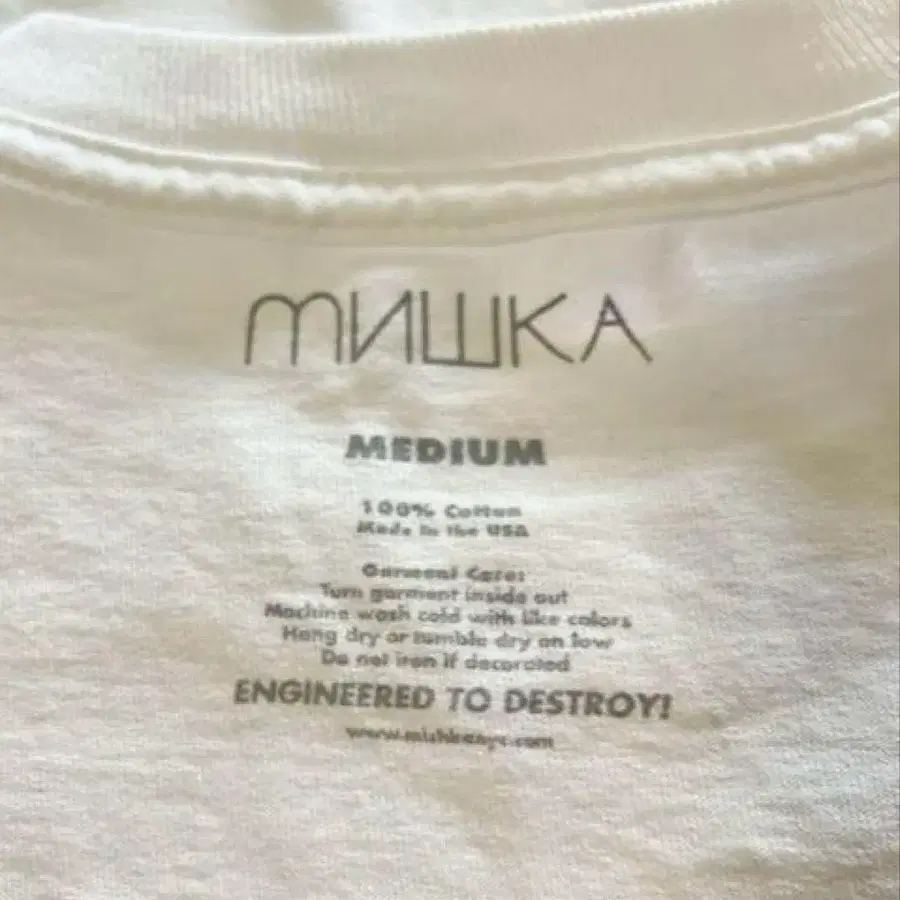 мишка
MEDIUM
100% Cotton
Made in the USA
Garment Care:
Turn garment inside out
Machine wash cold with like colors
Hang dry or tumble dry on low
Do not iron if decorated
ENGINEERED TO DESTROY!
www.mishkanyc.com